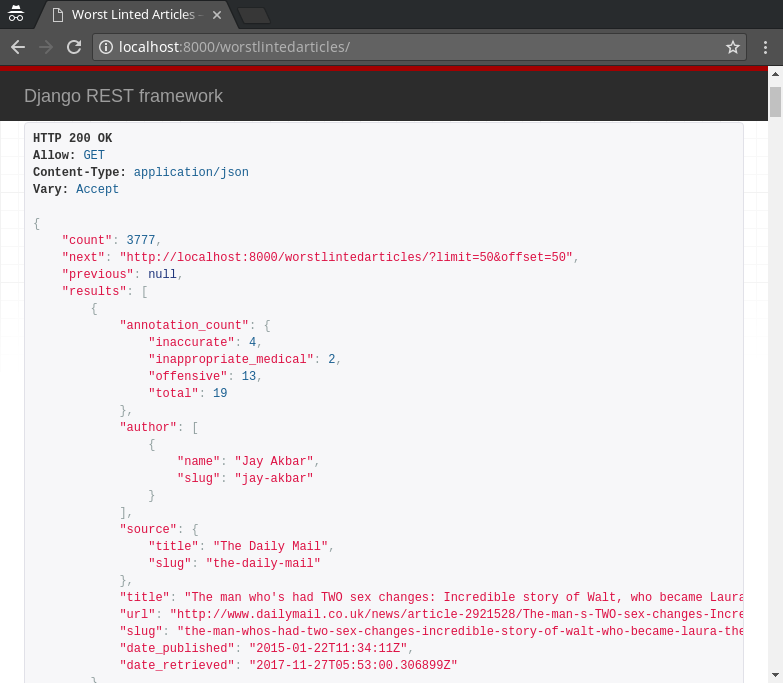 Worst Linted Articles –
localhost:8000/worstlintedarticles/
Django REST framework
HTTP 200 OK
Allow: GET
Content-Type: application/json
Vary: Accept
{
    "count": 3777,
    "next": "http://localhost:8000/worstlintedarticles/?limit=50&offset=50",
    "previous": null,
    "results": [
        {
            "annotation_count": {
                "inaccurate": 4,
                "inappropriate_medical": 2,
                "offensive": 13,
                "total": 19
            },
            "author": [
                {
                    "name": "Jay Akbar",
                    "slug": "jay-akbar"
                }
            ],
            "source": {
                "title": "The Daily Mail",
                "slug": "the-daily-mail"
            },
            "title": "The man who's had TWO sex changes: Incredible story of Walt, who became Laura
            "url": "http://www.dailymail.co.uk/news/article-2921528/The-man-s-TWO-sex-changes-Incre
            "slug": "the-man-whos-had-two-sex-changes-incredible-story-of-walt-who-became-laura-the
            "date_published": "2015-01-22T11:34:11Z",
            "date_retrieved": "2017-11-27T05:53:00.306899Z"
        }